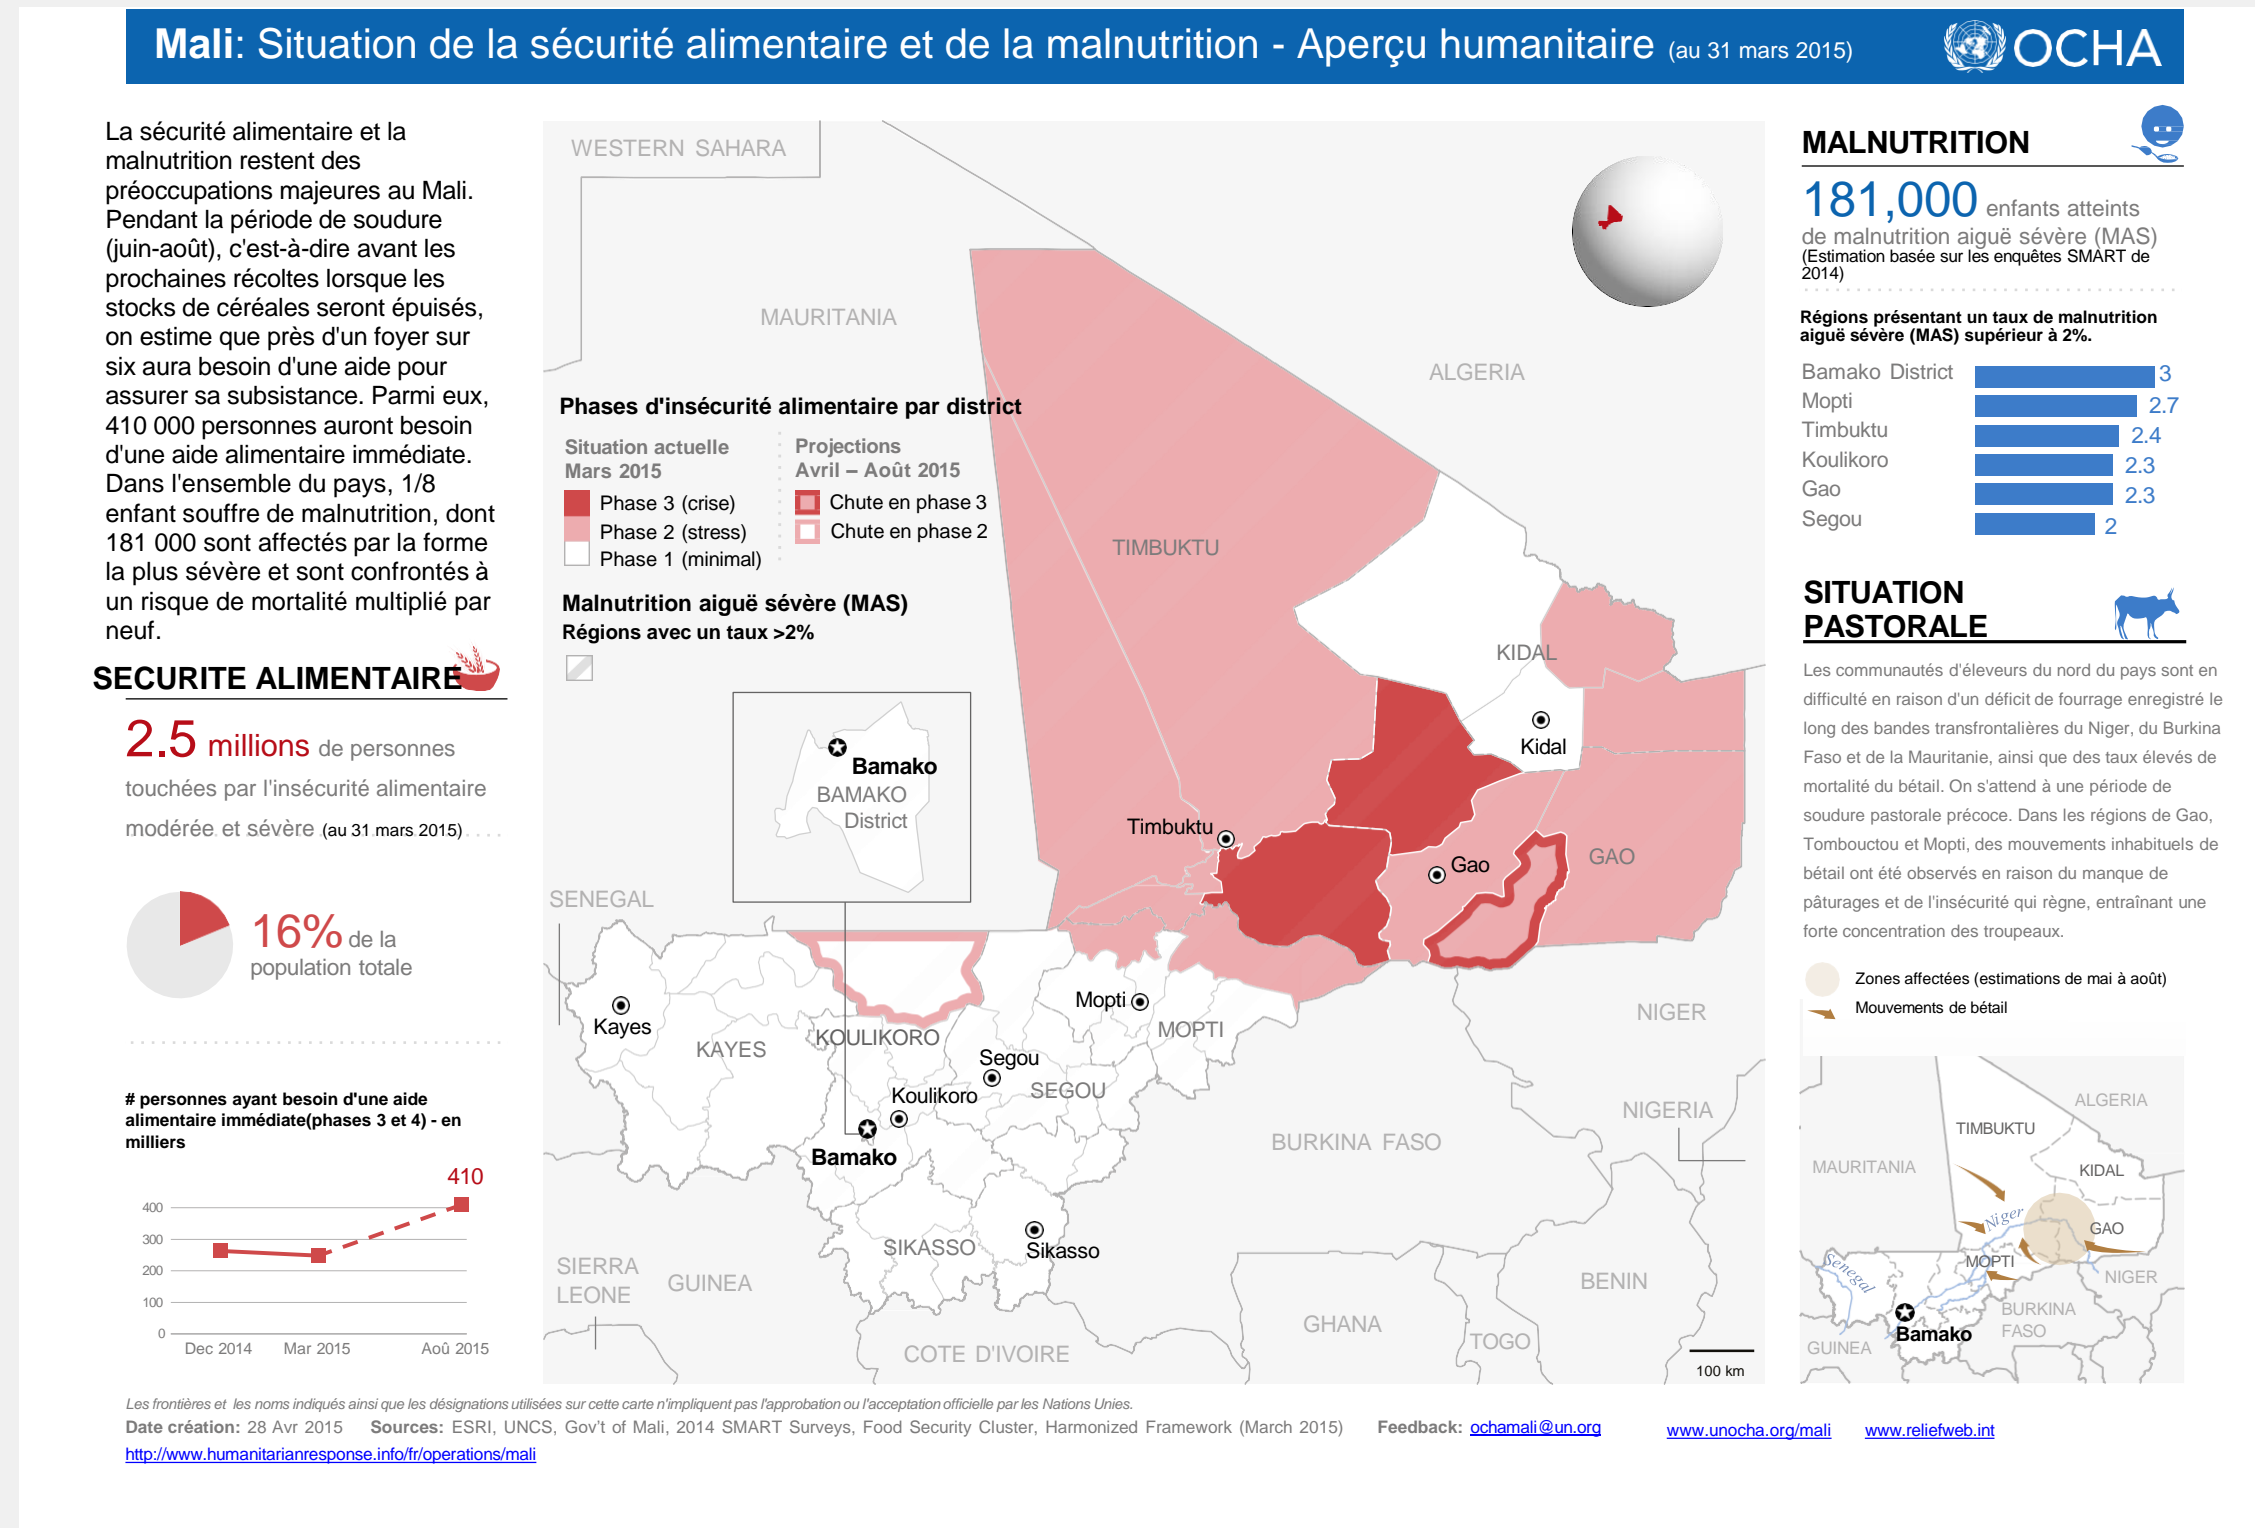 Mali: Situation de la sécurité alimentaire et de la malnutrition - Aperçu humanitaire (au 31 mars 2015)
OCHA
La sécurité alimentaire et la
malnutrition restent des
préoccupations majeures au Mali.
Pendant la période de soudure
(juin-août), c'est-à-dire avant les
prochaines récoltes lorsque les
stocks de céréales seront épuisés,
on estime que près d'un foyer sur
six aura besoin d'une aide pour
assurer sa subsistance. Parmi eux,
410 000 personnes auront besoin
d'une aide alimentaire immédiate.
Dans l'ensemble du pays, 1/8
enfant souffre de malnutrition, dont
181 000 sont affectés par la forme
la plus sévère et sont confrontés à
un risque de mortalité multiplié par
neuf.
SECURITE ALIMENTAIRE
2.5 millions de personnes
touchées par l'insécurité alimentaire
modérée et sévère (au 31 mars 2015)
16% de la
population totale
# personnes ayant besoin d'une aide
alimentaire immédiate(phases 3 et 4) - en
milliers
410
400
300
200
100
0
Dec 2014 Mar 2015 Aoû 2015
WESTERN SAHARA
MAURITANIA
ALGERIA
Phases d'insécurité alimentaire par district
Situation actuelle
Mars 2015
Phase 3 (crise)
Phase 2 (stress)
Phase 1 (minimal)
Projections
Avril – Août 2015
Chute en phase 3
Chute en phase 2
Malnutrition aiguë sévère (MAS)
Régions avec un taux >2%
TIMBUKTU
KIDAL
Kidal
Bamako
BAMAKO
District
Timbuktu
Gao
GAO
SENEGAL
Kayes
KAYES
KOULIKORO
Mopti
MOPTI
Segou
SEGOU
Koulikoro
Bamako
SIKASSO
Sikasso
NIGER
NIGERIA
BURKINA FASO
SIERRA
LEONE
GUINEA
COTE D'IVOIRE
GHANA
TOGO
BENIN
100 km
MALNUTRITION
181,000 enfants atteints
de malnutrition aiguë sévère (MAS)
(Estimation basée sur les enquêtes SMART de
2014)
Régions présentant un taux de malnutrition
aiguë sévère (MAS) supérieur à 2%.
Bamako District 3
Mopti 2.7
Timbuktu 2.4
Koulikoro 2.3
Gao 2.3
Segou 2
SITUATION
PASTORALE
Les communautés d'éleveurs du nord du pays sont en
difficulté en raison d'un déficit de fourrage enregistré le
long des bandes transfrontalières du Niger, du Burkina
Faso et de la Mauritanie, ainsi que des taux élevés de
mortalité du bétail. On s'attend à une période de
soudure pastorale précoce. Dans les régions de Gao,
Tombouctou et Mopti, des mouvements inhabituels de
bétail ont été observés en raison du manque de
pâturages et de l'insécurité qui règne, entraînant une
forte concentration des troupeaux.
Zones affectées (estimations de mai à août)
Mouvements de bétail
ALGERIA
TIMBUKTU
MAURITANIA
KIDAL
Niger
GAO
MOPTI
Senegal
NIGER
BURKINA
FASO
Bamako
GUINEA
Les frontières et les noms indiqués ainsi que les désignations utilisées sur cette carte n'impliquent pas l'approbation ou l'acceptation officielle par les Nations Unies.
Date création: 28 Avr 2015 Sources: ESRI, UNCS, Gov't of Mali, 2014 SMART Surveys, Food Security Cluster, Harmonized Framework (March 2015) Feedback: ochamali@un.org www.unocha.org/mali www.reliefweb.int
http://www.humanitarianresponse.info/fr/operations/mali